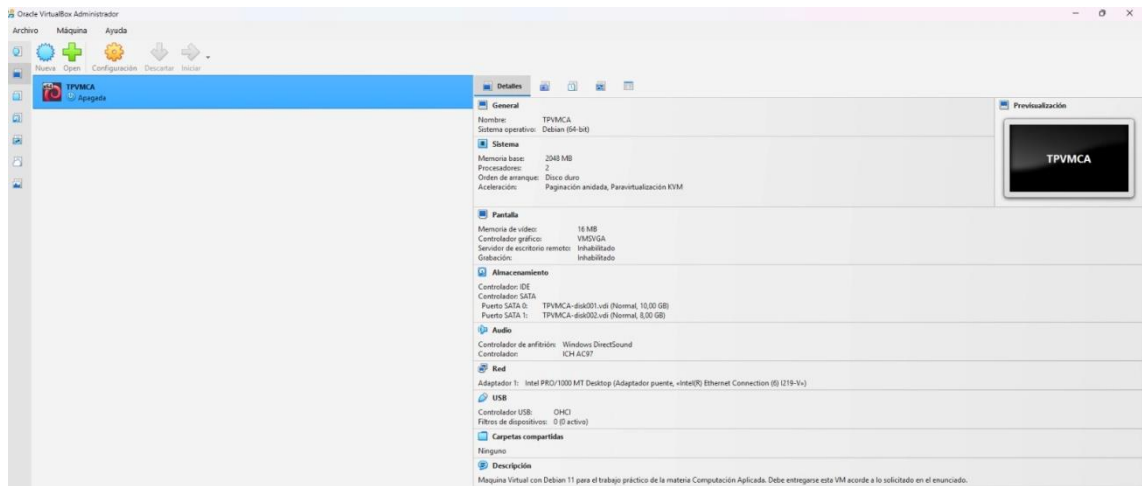 Oracle VirtualBox Administrador
Archivo Máquina Ayuda
Nueva Open Configuración Descartar Iniciar
TPVMCA
Apagada
Detalles
General
Nombre: TPVMCA
Sistema operativo: Debian (64-bit)
Sistema
Memoria base: 2048 MB
Procesadores: 2
Orden de arranque: Disco duro
Aceleración: Paginación anidada, Paravirtualización KVM
Pantalla
Memoria de vídeo: 16 MB
Controlador gráfico: VMSVGA
Servidor de escritorio remoto: Inhabilitado
Grabación: Inhabilitado
Almacenamiento
Controlador: IDE
Controlador: SATA
Puerto SATA 0: TPVMCA-disk001.vdi (Normal, 10,00 GB)
Puerto SATA 1: TPVMCA-disk002.vdi (Normal, 8,00 GB)
Audio
Controlador de anfitrión: Windows DirectSound
Controlador: ICH AC97
Red
Adaptador 1: Intel PRO/1000 MT Desktop (Adaptador puente, «Intel(R) Ethernet Connection (6) I219-V»)
USB
Controlador USB: OHCI
Filtros de dispositivos: 0 (0 activo)
Carpetas compartidas
Ninguno
Descripción
Maquina Virtual con Debian 11 para el trabajo práctico de la materia Computación Aplicada. Debe entregarse esta VM acorde a lo solicitado en el enunciado.
Previsualización
TPVMCA